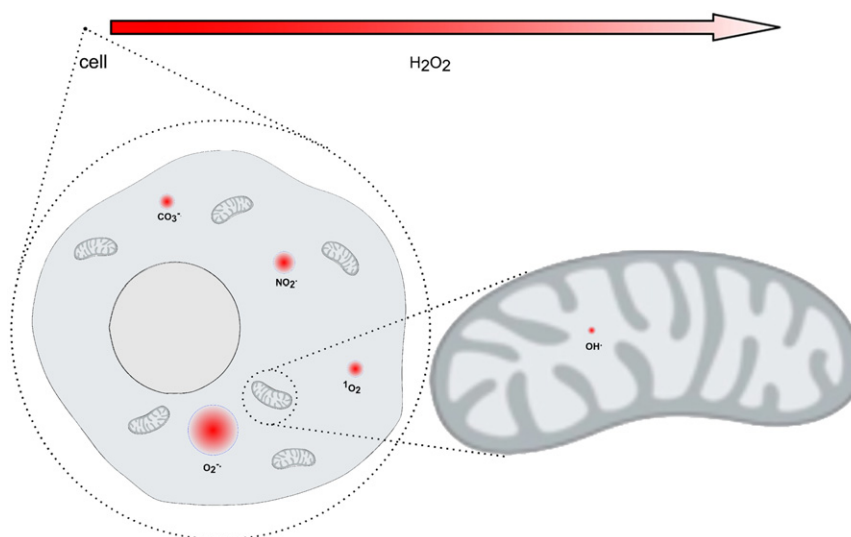 cell
H₂O₂
CO₃⁻·
NO₂·
¹O₂
O₂⁻·
OH·